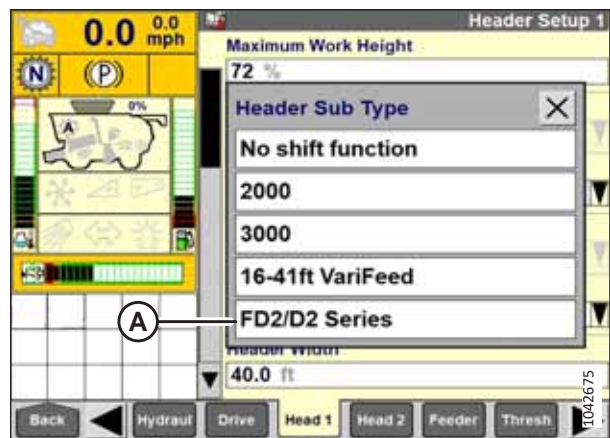 0.0 0.0 mph
Header Setup 1
Maximum Work Height
72 %
N (P)
0%
A
Header Sub Type
No shift function
2000
3000
16-41ft VariFeed
FD2/D2 Series
A
Header Width
40.0 ft
1042675
Back Hydraul Drive Head 1 Head 2 Feeder Thresh